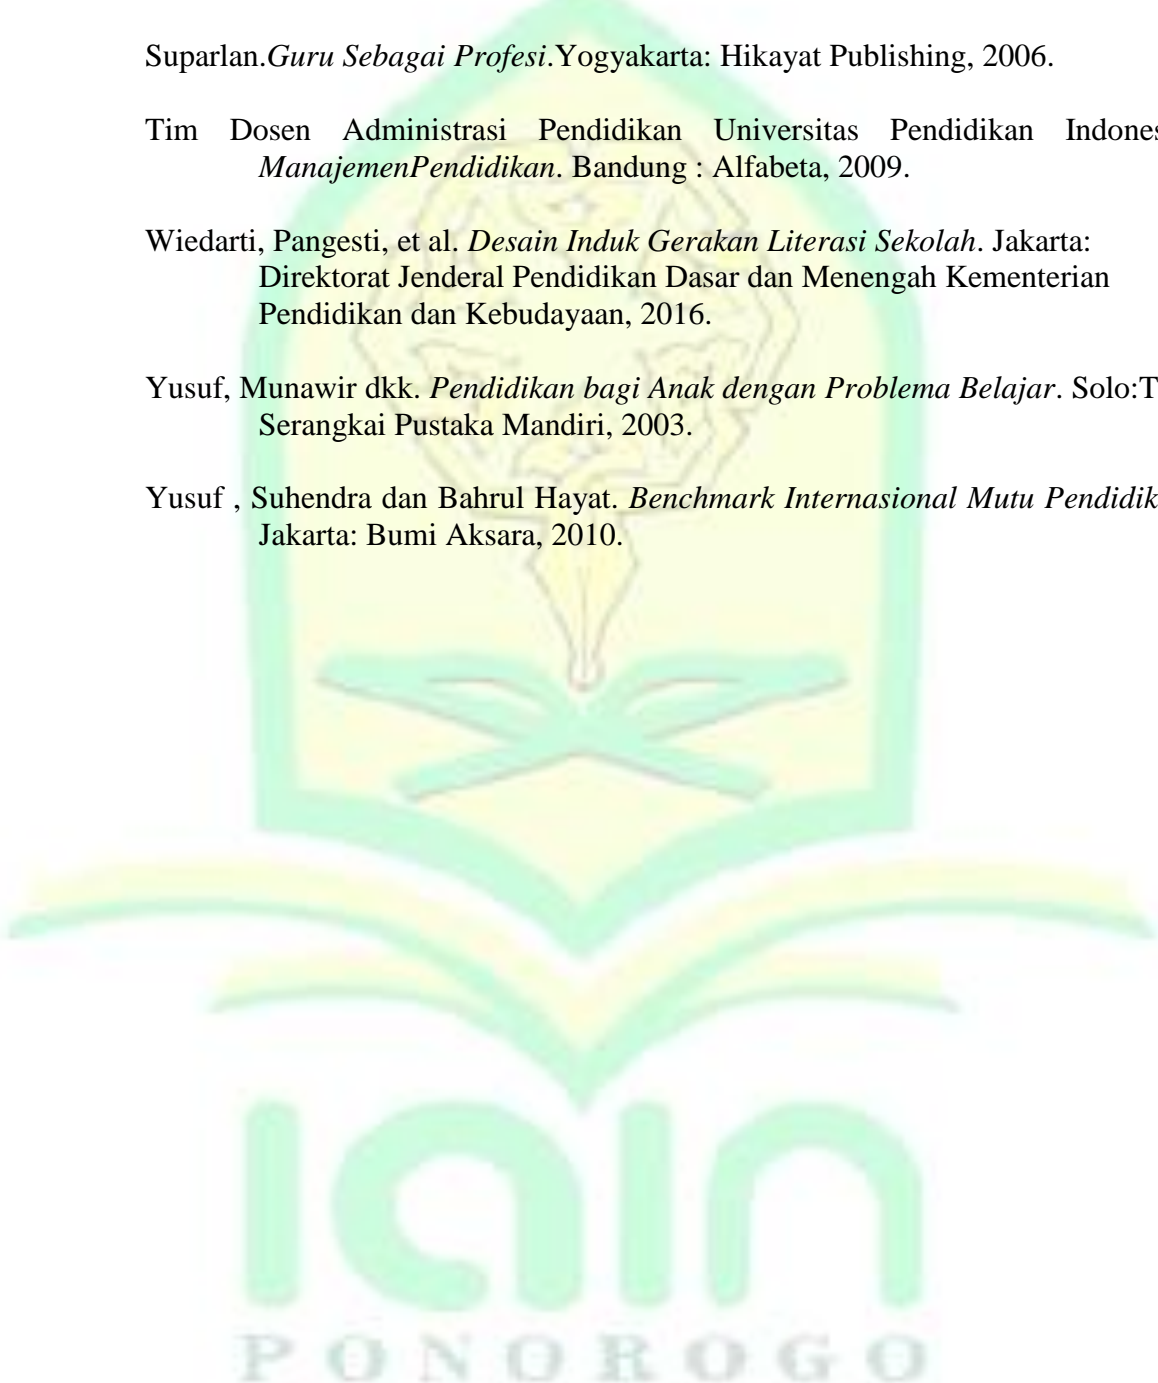 Suparlan.Guru Sebagai Profesi.Yogyakarta: Hikayat Publishing, 2006.
Tim Dosen Administrasi Pendidikan Universitas Pendidikan Indones
ManajemenPendidikan. Bandung : Alfabeta, 2009.
Wiedarti, Pangesti, et al. Desain Induk Gerakan Literasi Sekolah. Jakarta:
Direktorat Jenderal Pendidikan Dasar dan Menengah Kementerian
Pendidikan dan Kebudayaan, 2016.
Yusuf, Munawir dkk. Pendidikan bagi Anak dengan Problema Belajar. Solo:T
Serangkai Pustaka Mandiri, 2003.
Yusuf , Suhendra dan Bahrul Hayat. Benchmark Internasional Mutu Pendidik
Jakarta: Bumi Aksara, 2010.
iain
PONOROGO